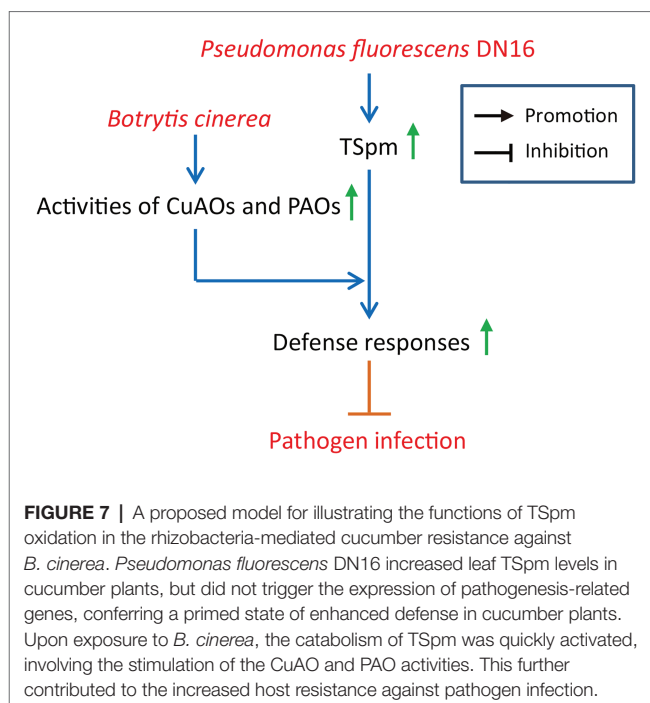 Pseudomonas fluorescens DN16
Botrytis cinerea
Promotion
TSpm
Inhibition
Activities of CuAOs and PAOs
Defense responses
Pathogen infection
FIGURE 7 | A proposed model for illustrating the functions of TSpm
oxidation in the rhizobacteria-mediated cucumber resistance against
B. cinerea. Pseudomonas fluorescens DN16 increased leaf TSpm levels in
cucumber plants, but did not trigger the expression of pathogenesis-related
genes, conferring a primed state of enhanced defense in cucumber plants.
Upon exposure to B. cinerea, the catabolism of TSpm was quickly activated,
involving the stimulation of the CuAO and PAO activities. This further
contributed to the increased host resistance against pathogen infection.